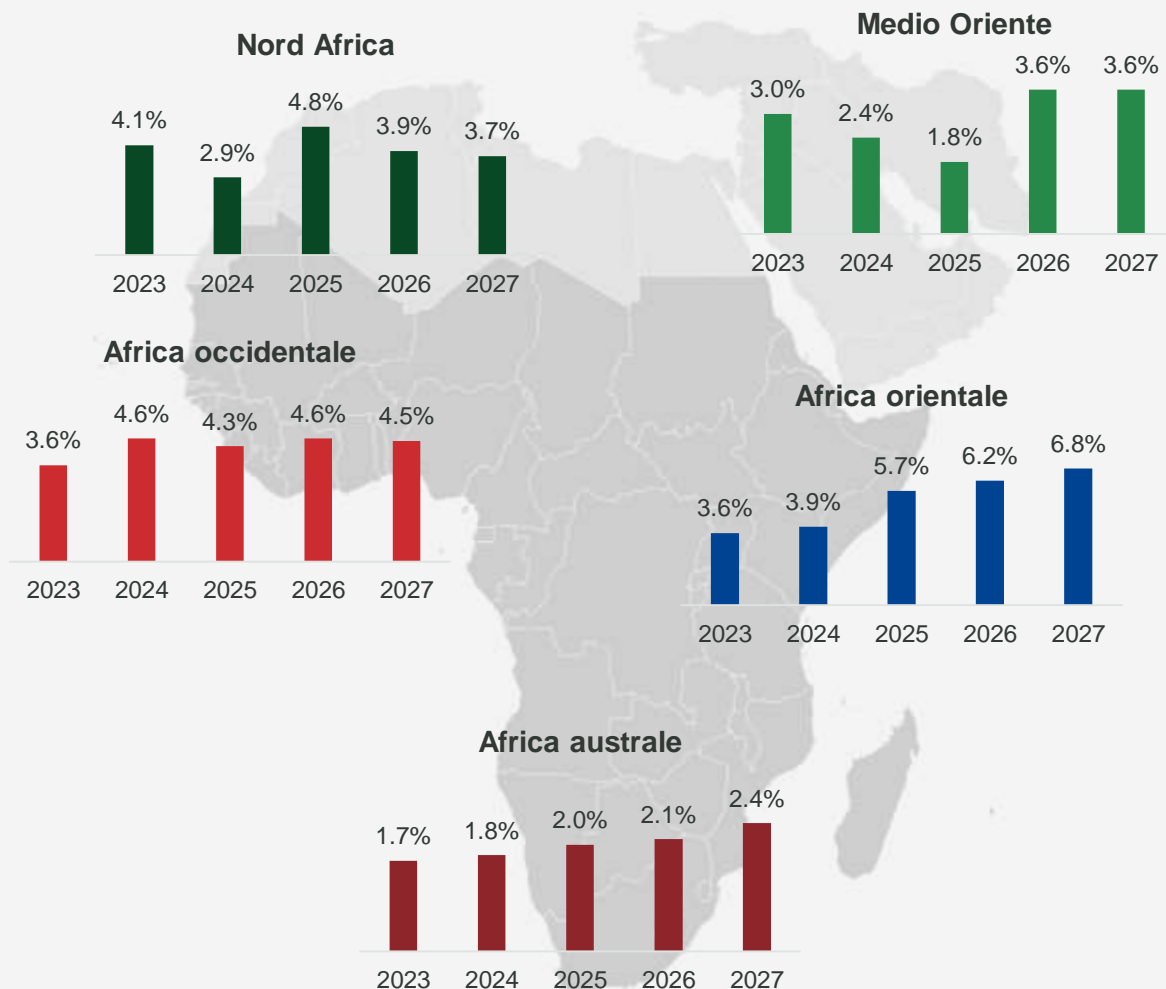 Nord Africa
4.1%
2.9%
4.8%
3.9%
3.7%
2023 2024 2025 2026 2027
Medio Oriente
3.0%
2.4%
1.8%
3.6%
3.6%
2023 2024 2025 2026 2027
Africa occidentale
3.6%
4.6%
4.3%
4.6%
4.5%
2023 2024 2025 2026 2027
Africa orientale
3.6%
3.9%
5.7%
6.2%
6.8%
2023 2024 2025 2026 2027
Africa australe
1.7%
1.8%
2.0%
2.1%
2.4%
2023 2024 2025 2026 2027